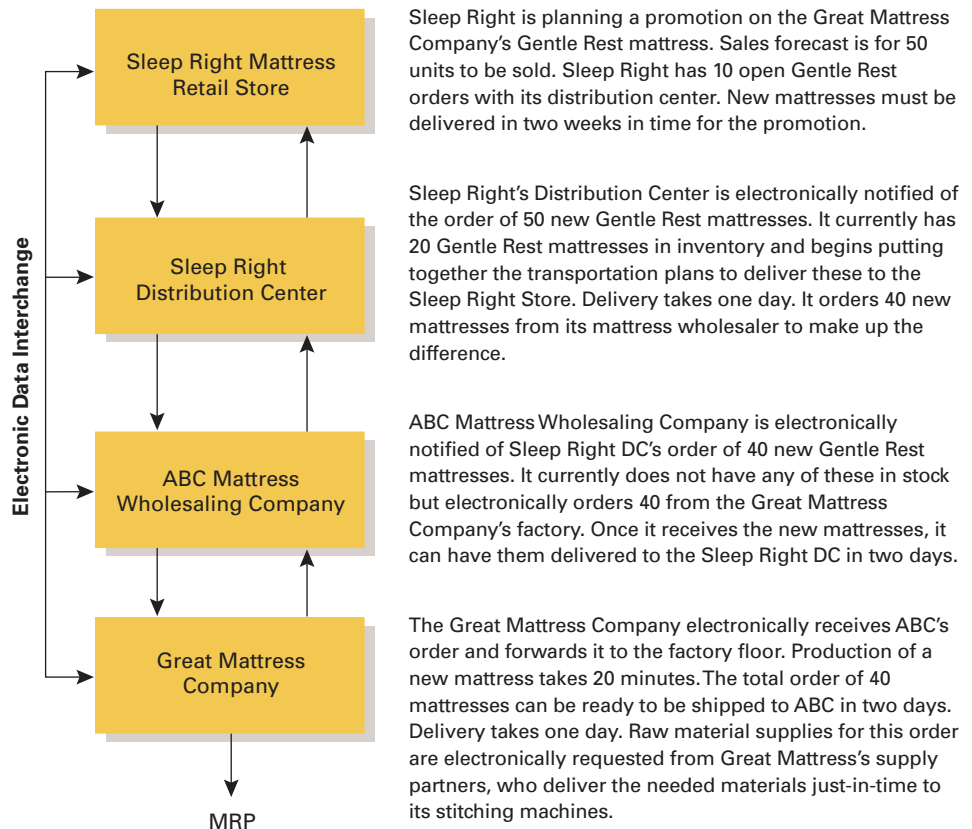 Electronic Data Interchange
Sleep Right Mattress
Retail Store
Sleep Right is planning a promotion on the Great Mattress
Company's Gentle Rest mattress. Sales forecast is for 50
units to be sold. Sleep Right has 10 open Gentle Rest
orders with its distribution center. New mattresses must be
delivered in two weeks in time for the promotion.
Sleep Right
Distribution Center
Sleep Right's Distribution Center is electronically notified of
the order of 50 new Gentle Rest mattresses. It currently has
20 Gentle Rest mattresses in inventory and begins putting
together the transportation plans to deliver these to the
Sleep Right Store. Delivery takes one day. It orders 40 new
mattresses from its mattress wholesaler to make up the
difference.
ABC Mattress
Wholesaling Company
ABC Mattress Wholesaling Company is electronically
notified of Sleep Right DC's order of 40 new Gentle Rest
mattresses. It currently does not have any of these in stock
but electronically orders 40 from the Great Mattress
Company's factory. Once it receives the new mattresses, it
can have them delivered to the Sleep Right DC in two days.
Great Mattress
Company
The Great Mattress Company electronically receives ABC's
order and forwards it to the factory floor. Production of a
new mattress takes 20 minutes. The total order of 40
mattresses can be ready to be shipped to ABC in two days.
Delivery takes one day. Raw material supplies for this order
are electronically requested from Great Mattress's supply
partners, who deliver the needed materials just-in-time to
its stitching machines.
MRP